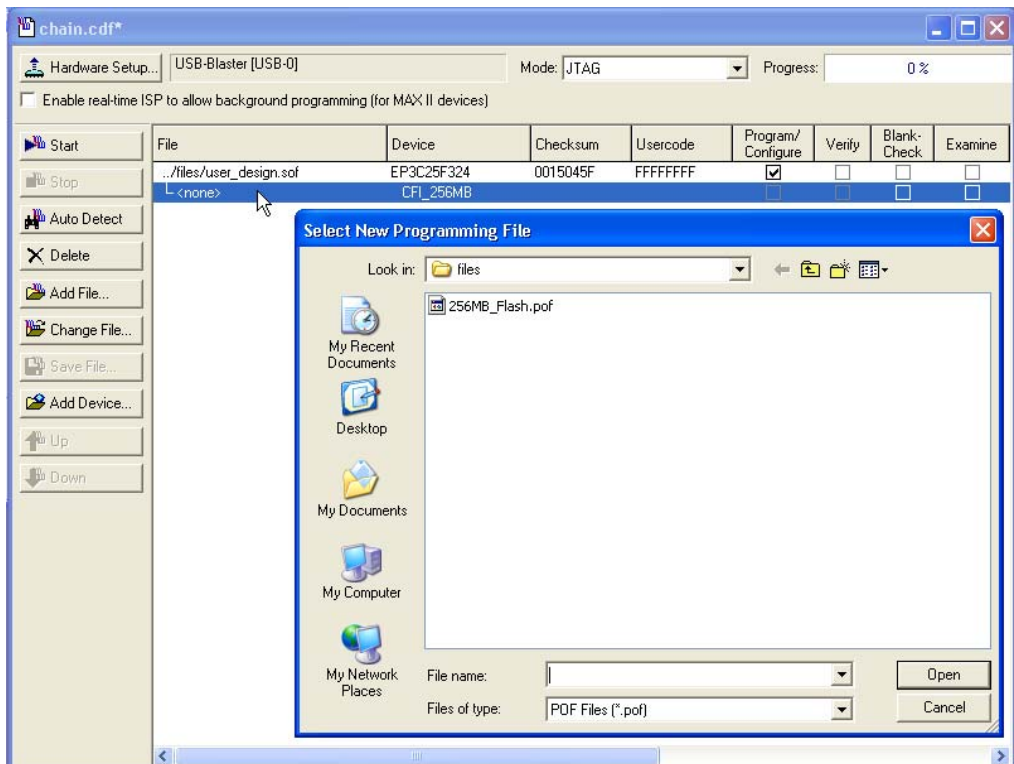 chain.cdf*
Hardware Setup... USB-Blaster [USB-0] Mode: JTAG Progress: 0 %
Enable real-time ISP to allow background programming (for MAX II devices)
Start
Stop
Auto Detect
Delete
Add File...
Change File...
Save File...
Add Device...
Up
Down
File Device Checksum Usercode Program/ Configure Verify Blank- Check Examine
.../files/user_design.sof EP3C25F324 0015045F FFFFFFFF
<none> CFI_256MB
Select New Programming File
Look in: files
256MB_Flash.pof
My Recent
Documents
Desktop
My Documents
My Computer
My Network
Places
File name: Open
Files of type: POF Files (*.pof) Cancel